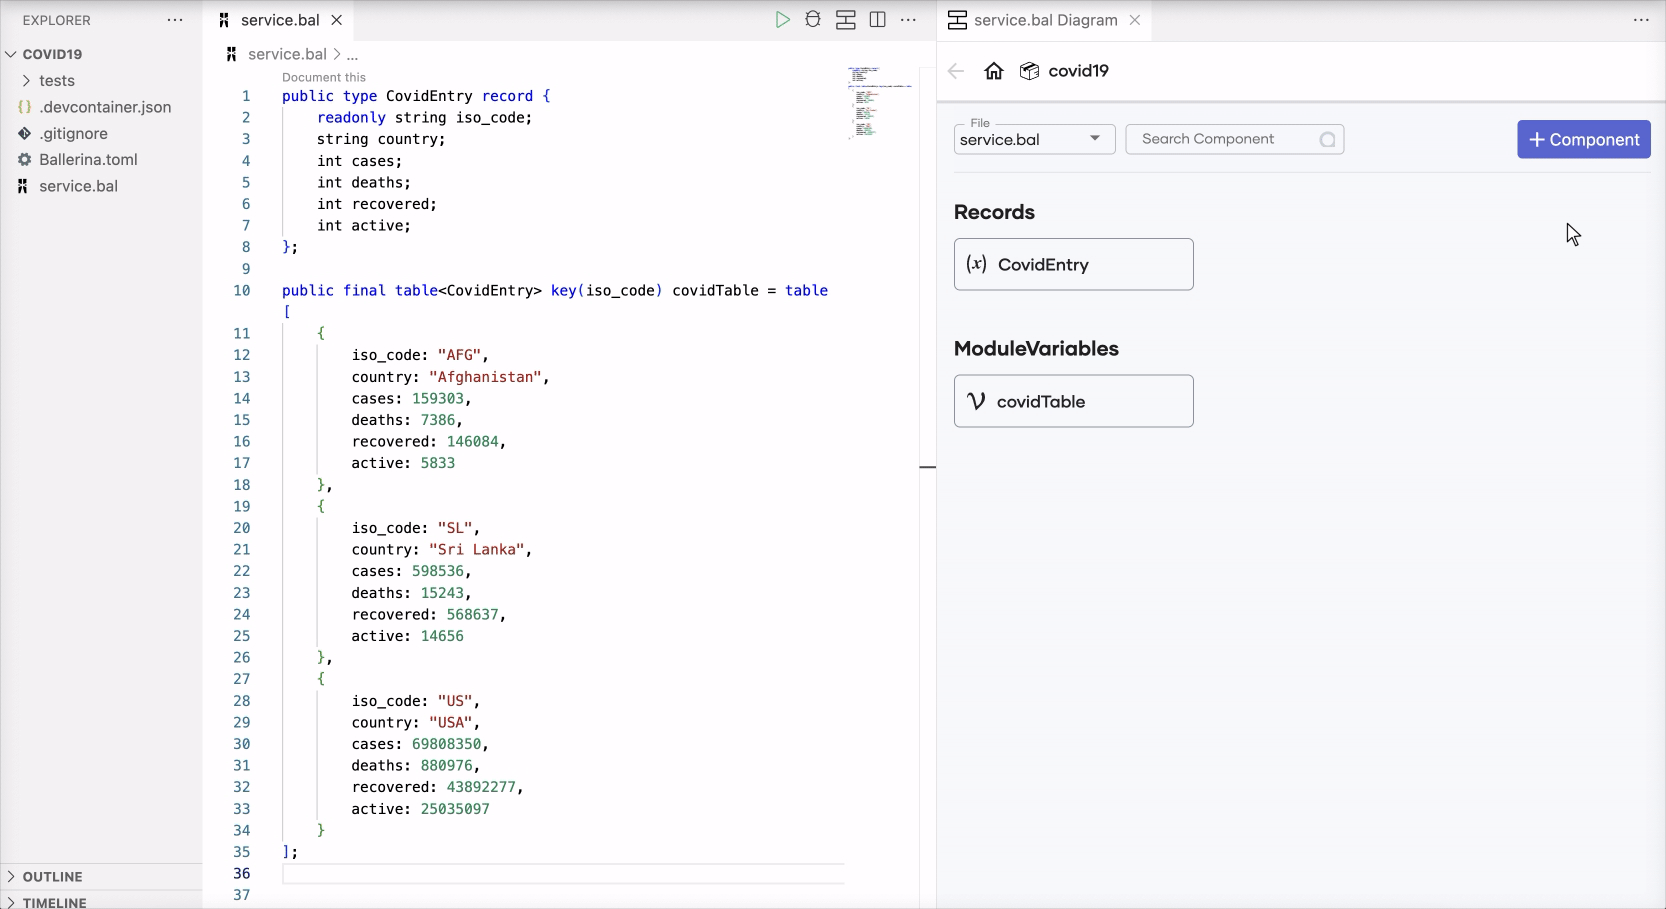 EXPLORER
COVID19
tests
.devcontainer.json
.gitignore
Ballerina.toml
service.bal
OUTLINE
TIMELINE
service.bal
service.bal > ...
Document this
1 public type CovidEntry record {
2 readonly string iso_code;
3 string country;
4 int cases;
5 int deaths;
6 int recovered;
7 int active;
8 };
9
10 public final table<CovidEntry> key(iso_code) covidTable = table
[
11 {
12 iso_code: "AFG",
13 country: "Afghanistan",
14 cases: 159303,
15 deaths: 7386,
16 recovered: 146084,
17 active: 5833
18 },
19 {
20 iso_code: "SL",
21 country: "Sri Lanka",
22 cases: 598536,
23 deaths: 15243,
24 recovered: 568637,
25 active: 14656
26 },
27 {
28 iso_code: "US",
29 country: "USA",
30 cases: 69808350,
31 deaths: 880976,
32 recovered: 43892277,
33 active: 25035097
34 }
35 ];
36
37
service.bal Diagram
covid19
File
service.bal
Search Component
+ Component
Records
(x) CovidEntry
ModuleVariables
covidTable